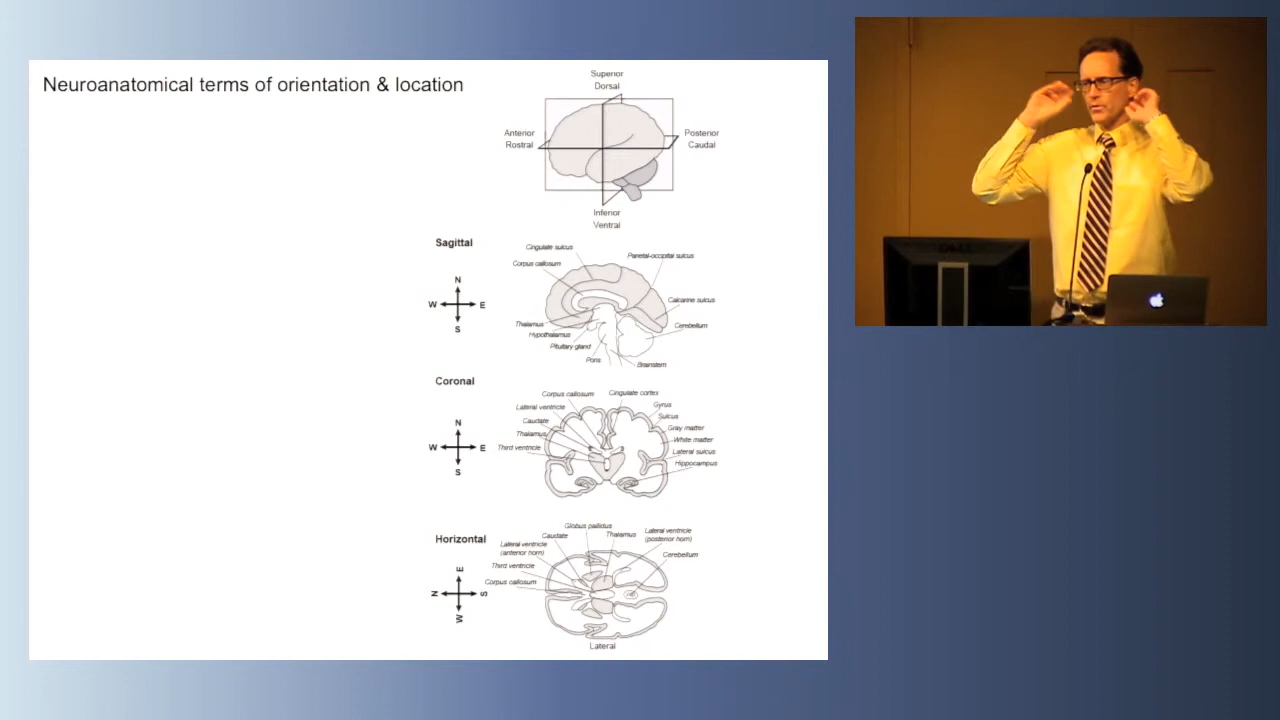 Neuroanatomical terms of orientation & location
Superior
Dorsal
Anterior
Rostral
Posterior
Caudal
Inferior
Ventral
Sagittal
N
W E
S
Cingulate sulcus
Corpus callosum
Parietal-occipital sulcus
Calcarine sulcus
Cerebellum
Thalamus
Hypothalamus
Pituitary gland
Pons
Brainstem
Coronal
N
W E
S
Corpus callosum
Lateral ventricle
Caudate
Thalamus
Third ventricle
Cingulate cortex
Gyrus
Sulcus
Gray matter
White matter
Lateral sulcus
Hippocampus
Horizontal
E
N S
W
Globus pallidus
Caudate
Thalamus
Lateral ventricle
(anterior horn)
Third ventricle
Corpus callosum
Lateral ventricle
(posterior horn)
Cerebellum
Lateral
DELL